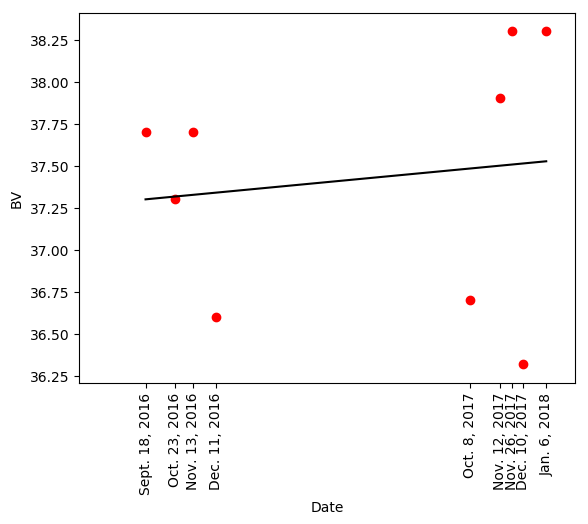 38.25
38.00
37.75
37.50
37.25
37.00
36.75
36.50
36.25
BV
Sept. 18, 2016
Oct. 23, 2016
Nov. 13, 2016
Dec. 11, 2016
Oct. 8, 2017
Nov. 12, 2017
Nov. 26, 2017
Dec. 10, 2017
Jan. 6, 2018
Date